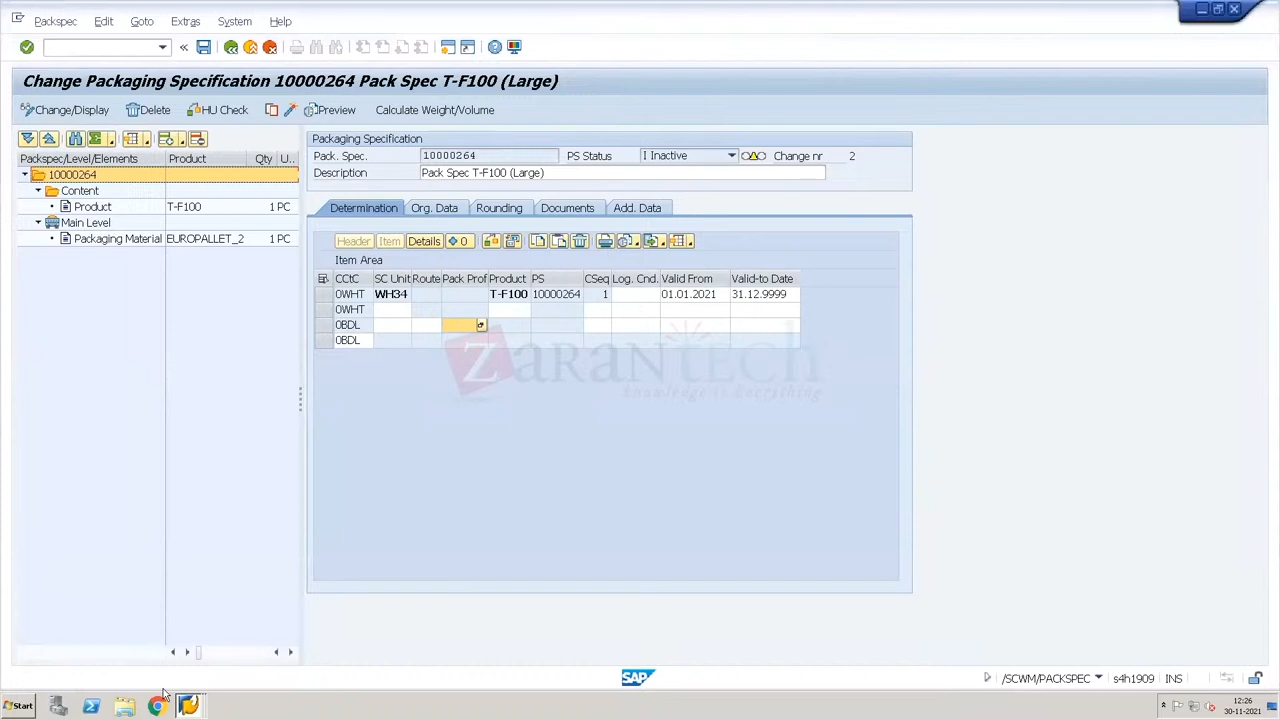 Packspec Edit Goto Extras System Help
Change Packaging Specification 10000264 Pack Spec T-F100 (Large)
Change/Display Delete HU Check Preview Calculate Weight/Volume
Packspec/Level/Elements Product Qty U..
10000264
Content
Product T-F100 1 PC
Main Level
Packaging Material EUROPALLET_2 1 PC
Packaging Specification
Pack. Spec. 10000264 PS Status I Inactive Change nr 2
Description Pack Spec T-F100 (Large)
Determination Org. Data Rounding Documents Add. Data
Header Item Details 0
Item Area
CCtC SC Unit Route Pack Prof Product PS CSeq Log. Cnd. Valid From Valid-to Date
0WHT WH34 T-F100 10000264 1 01.01.2021 31.12.9999
0WHT
0BDL
0BDL
ZaranTech
knowledge is everything
SAP
/SCWM/PACKSPEC s4h1909 INS
Start
12:26
30-11-2021